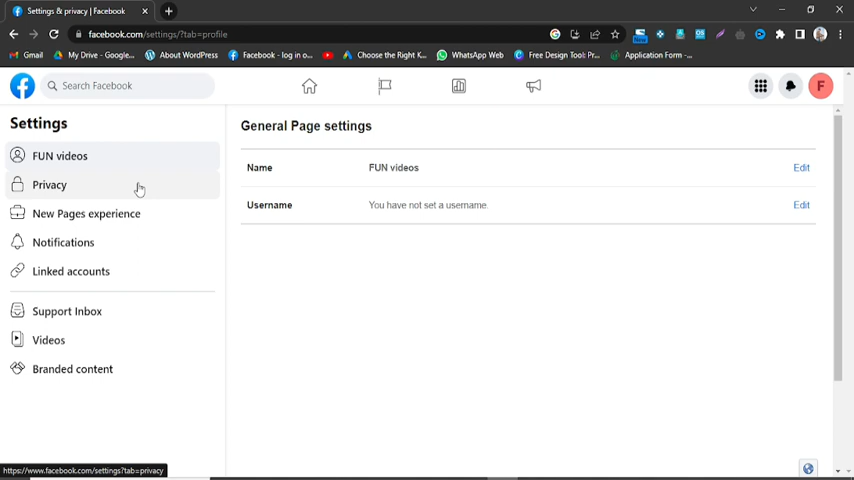 Settings & privacy | Facebook
facebook.com/settings/?tab=profile
Gmail My Drive - Google... About WordPress Facebook - log in o... Choose the Right K... WhatsApp Web Free Design Tool: Pr... Application Form -...
Search Facebook
F
Settings
FUN videos
Privacy
New Pages experience
Notifications
Linked accounts
Support Inbox
Videos
Branded content
General Page settings
Name FUN videos Edit
Username You have not set a username. Edit
https://www.facebook.com/settings?tab=privacy